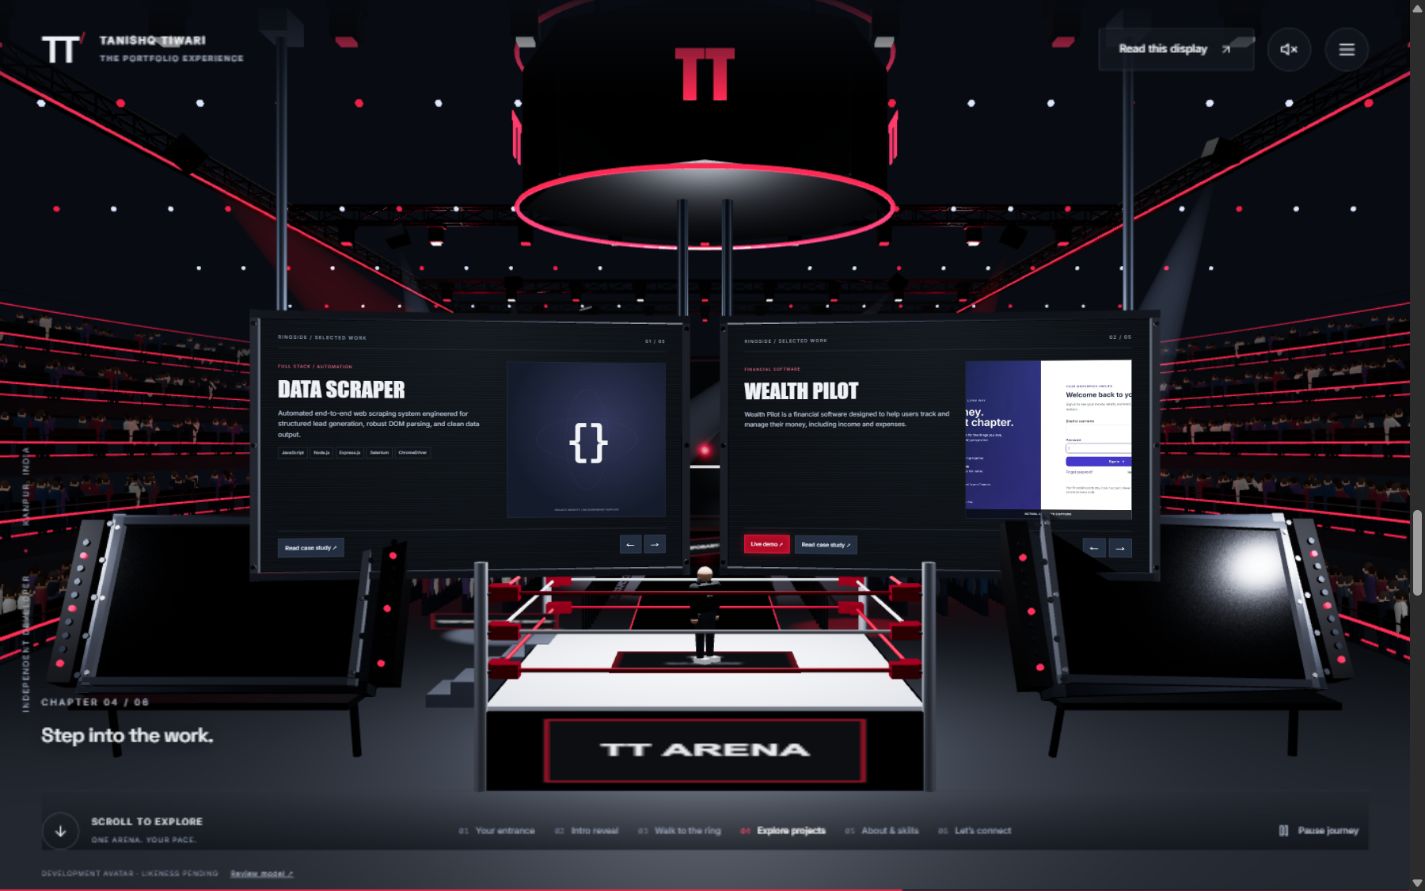 TT
TANISHQ TIWARI
THE PORTFOLIO EXPERIENCE
Read this display ↗
TT
RINGSIDE / SELECTED WORK
01 / 05
FULL STACK / AUTOMATION
DATA SCRAPER
Automated end-to-end web scraping system engineered for
structured lead generation, robust DOM parsing, and clean data
output.
JavaScript Node.js Express.js Selenium ChromeDriver
{}
Read case study ↗
← →
RINGSIDE / SELECTED WORK
02 / 05
FINANCIAL SOFTWARE
WEALTH PILOT
Wealth Pilot is a financial software designed to help users track and
manage their money, including income and expenses.
ney.
t chapter.
Welcome back to yo
Live demo ↗ Read case study ↗
← →
INDEPENDENT DEVELOPER
KANPUR, INDIA
CHAPTER 04 / 06
Step into the work.
TT ARENA
SCROLL TO EXPLORE
ONE ARENA. YOUR PACE.
01 Your entrance 02 Intro reveal 03 Walk to the ring 04 Explore projects 05 About & skills 06 Let's connect
Pause journey
DEVELOPMENT AVATAR · LIKENESS PENDING Review model ↗